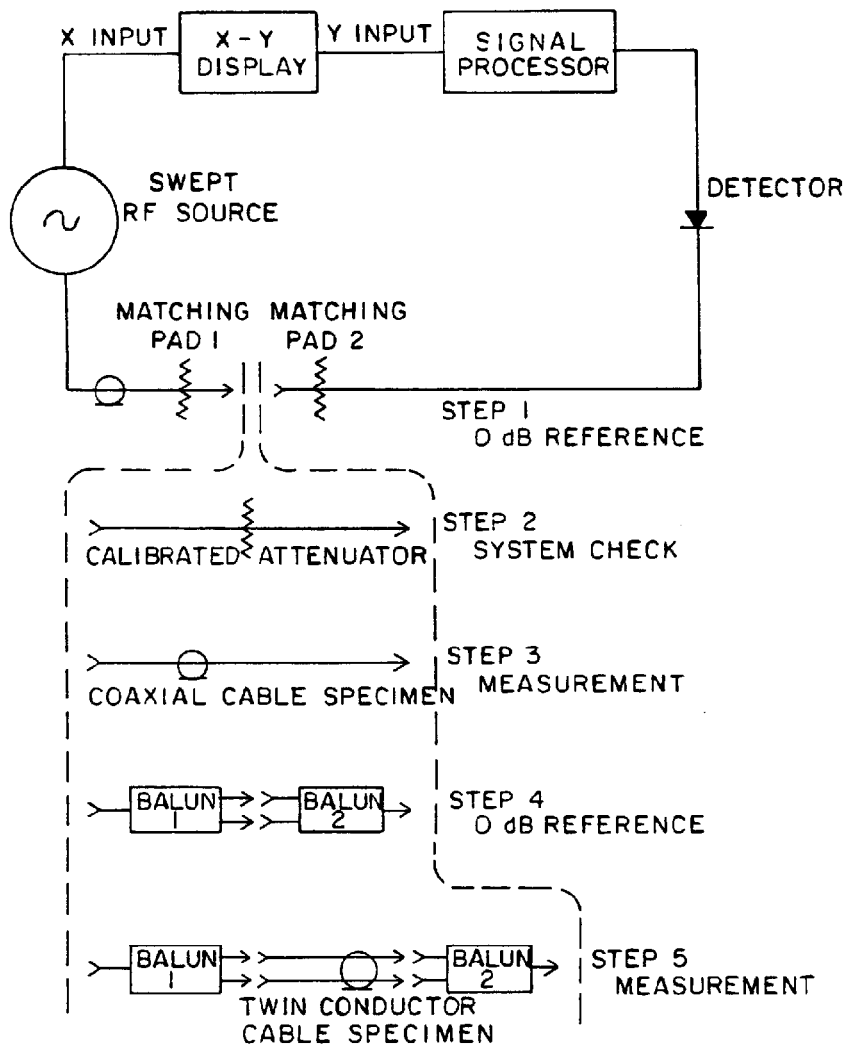 X INPUT
X-Y
DISPLAY
Y INPUT
SIGNAL
PROCESSOR
SWEPT
RF SOURCE
DETECTOR
MATCHING
PAD 1
MATCHING
PAD 2
STEP 1
0 dB REFERENCE
STEP 2
SYSTEM CHECK
CALIBRATED ATTENUATOR
STEP 3
MEASUREMENT
COAXIAL CABLE SPECIMEN
BALUN
1
BALUN
2
STEP 4
0 dB REFERENCE
BALUN
1
BALUN
2
STEP 5
MEASUREMENT
TWIN CONDUCTOR
CABLE SPECIMEN